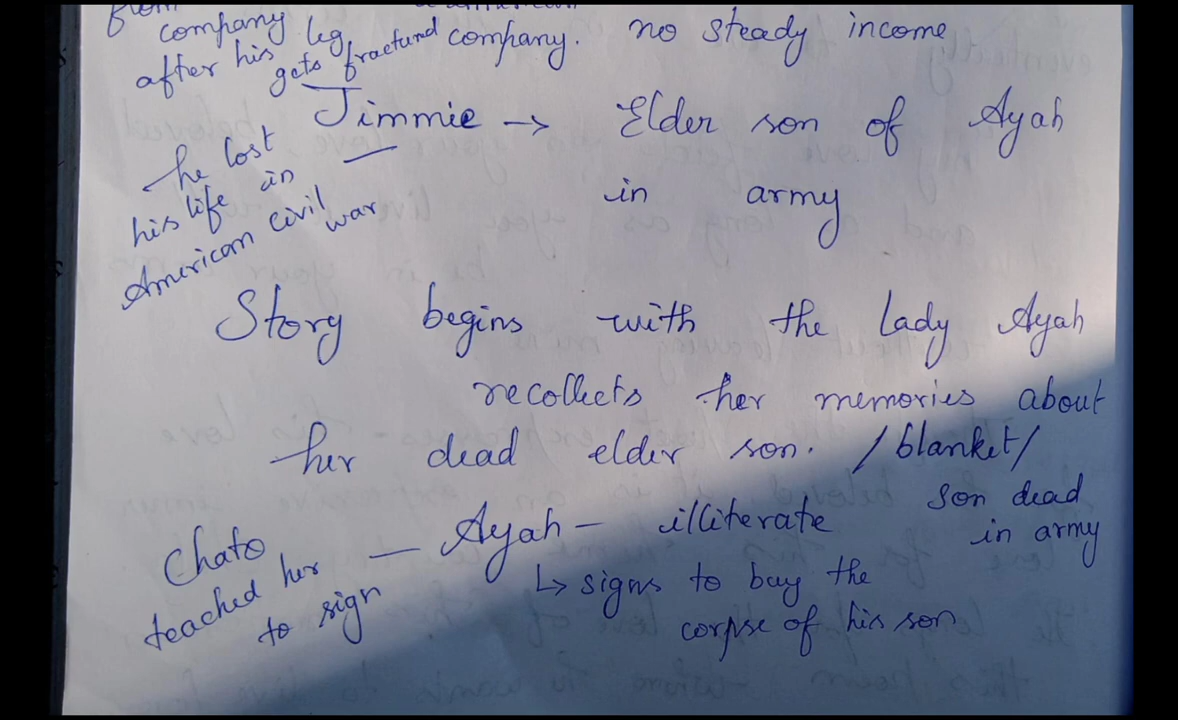 from
company leg company. no steady income
after his gets fractured
Jimmie → Elder son of Ayah
in army
he lost
his life in
American civil war
Story begins with the lady Ayah
recollects her memories about
her dead elder son. /blanket/
Chato — Ayah — illiterate son dead
in army
teached her
to sign
↳ signs to buy the
corpse of his son